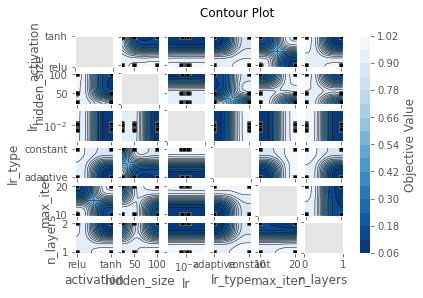 Contour Plot
activation
tanh
relu
hidden_size
100
50
lr
10⁻²
lr_type
constant
adaptive
max_iter
20
10
n_layers
2
1
relu tanh
activation
50 100
hidden_size
10⁻²
lr
adaptive constant
lr_type
10 20
max_iter
0 1
n_layers
1.02
0.90
0.78
0.66
0.54
0.42
0.30
0.18
0.06
Objective Value